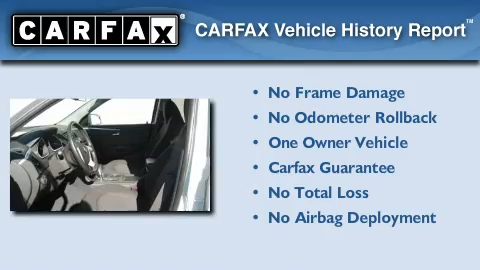 CARFAX®
CARFAX Vehicle History Report™
• No Frame Damage
• No Odometer Rollback
• One Owner Vehicle
• Carfax Guarantee
• No Total Loss
• No Airbag Deployment